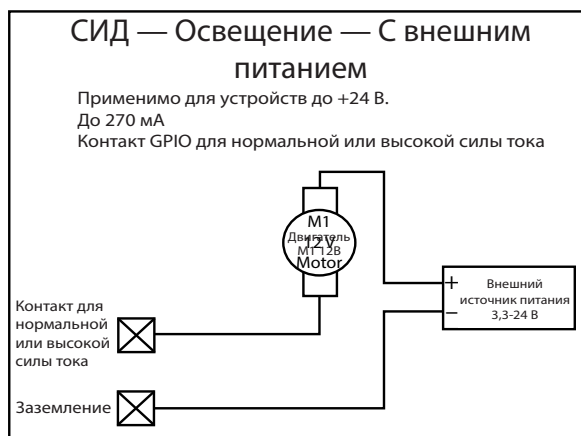 СИД — Освещение — С внешним
питанием
Применимо для устройств до +24 В.
До 270 мА
Контакт GPIO для нормальной или высокой силы тока
M1
Двигатель
12 V
М1 12В
Motor
+
Внешний
источник питания
−
3,3-24 В
Контакт для
нормальной
или высокой
силы тока
Заземление